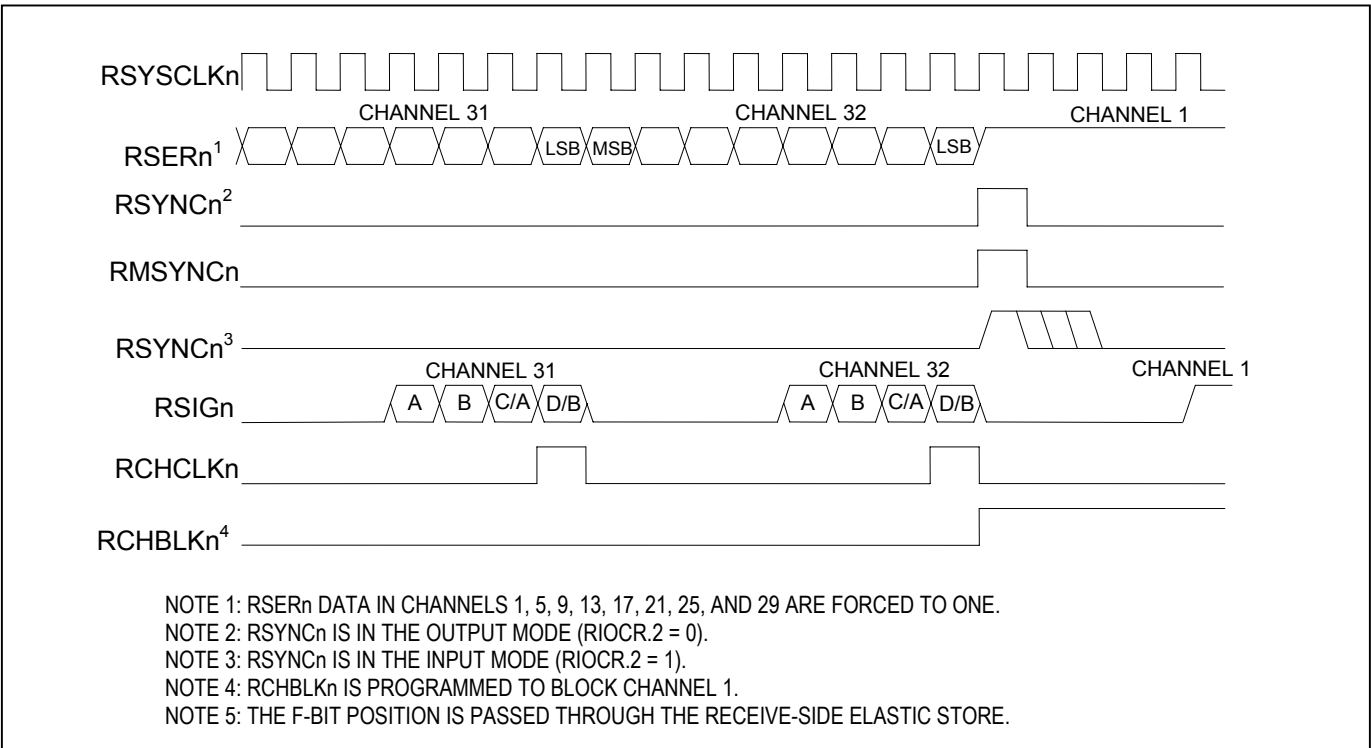 RSYSCLKn
CHANNEL 31 CHANNEL 32 CHANNEL 1
RSERn¹ LSB MSB LSB
RSYNCn²
RMSYNCn
RSYNCn³
CHANNEL 31 CHANNEL 32 CHANNEL 1
RSIGn A B C/A D/B A B C/A D/B
RCHCLKn
RCHBLKn⁴
NOTE 1: RSERn DATA IN CHANNELS 1, 5, 9, 13, 17, 21, 25, AND 29 ARE FORCED TO ONE.
NOTE 2: RSYNCn IS IN THE OUTPUT MODE (RIOCR.2 = 0).
NOTE 3: RSYNCn IS IN THE INPUT MODE (RIOCR.2 = 1).
NOTE 4: RCHBLKn IS PROGRAMMED TO BLOCK CHANNEL 1.
NOTE 5: THE F-BIT POSITION IS PASSED THROUGH THE RECEIVE-SIDE ELASTIC STORE.